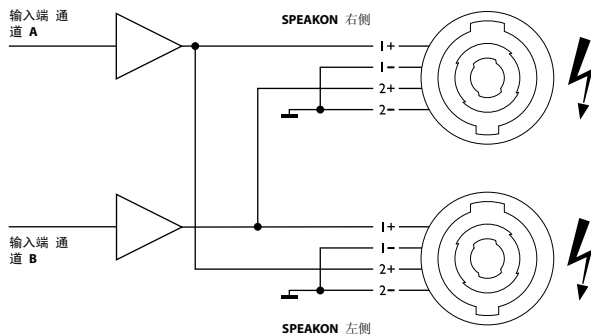 输入端 通
道 A
SPEAKON 右侧
1+
1−
2+
2−
输入端 通
道 B
1+
1−
2+
2−
SPEAKON 左侧